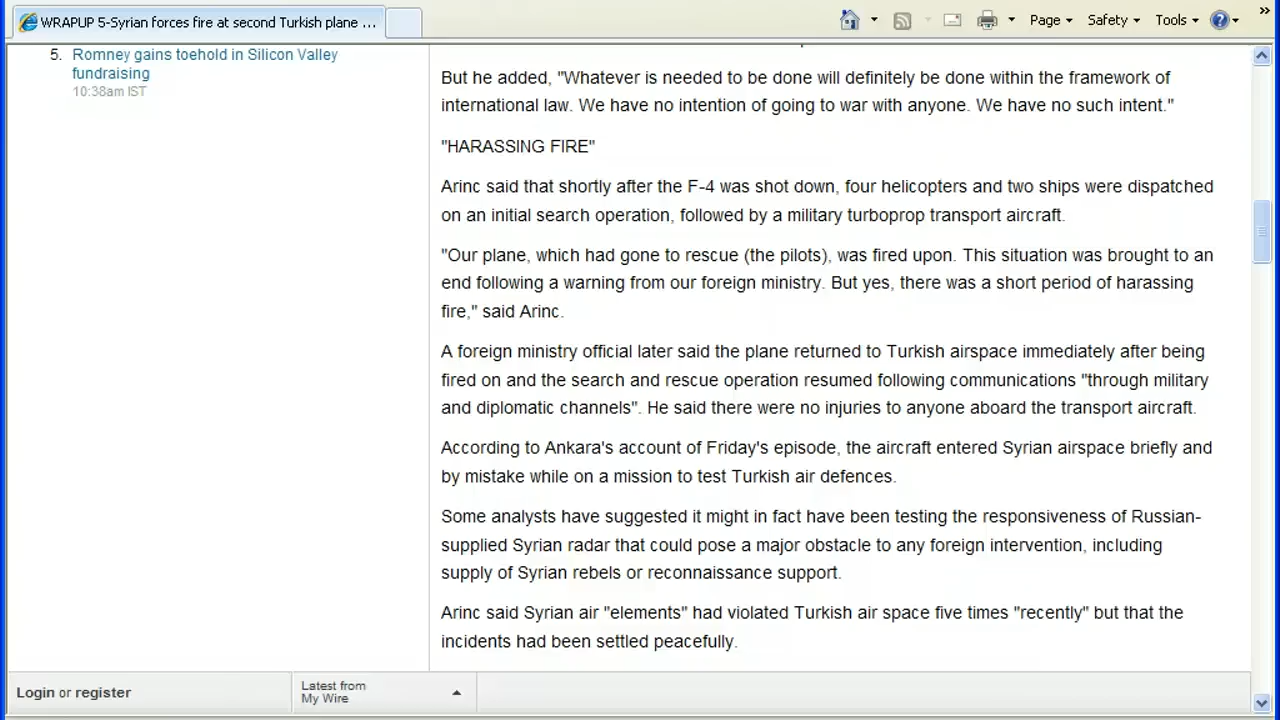 WRAPUP 5-Syrian forces fire at second Turkish plane ...
Page
Safety
Tools
»
5. Romney gains toehold in Silicon Valley
fundraising
10:38am IST
But he added, "Whatever is needed to be done will definitely be done within the framework of
international law. We have no intention of going to war with anyone. We have no such intent."
"HARASSING FIRE"
Arinc said that shortly after the F-4 was shot down, four helicopters and two ships were dispatched
on an initial search operation, followed by a military turboprop transport aircraft.
"Our plane, which had gone to rescue (the pilots), was fired upon. This situation was brought to an
end following a warning from our foreign ministry. But yes, there was a short period of harassing
fire," said Arinc.
A foreign ministry official later said the plane returned to Turkish airspace immediately after being
fired on and the search and rescue operation resumed following communications "through military
and diplomatic channels". He said there were no injuries to anyone aboard the transport aircraft.
According to Ankara's account of Friday's episode, the aircraft entered Syrian airspace briefly and
by mistake while on a mission to test Turkish air defences.
Some analysts have suggested it might in fact have been testing the responsiveness of Russian-
supplied Syrian radar that could pose a major obstacle to any foreign intervention, including
supply of Syrian rebels or reconnaissance support.
Arinc said Syrian air "elements" had violated Turkish air space five times "recently" but that the
incidents had been settled peacefully.
Login or register
Latest from
My Wire